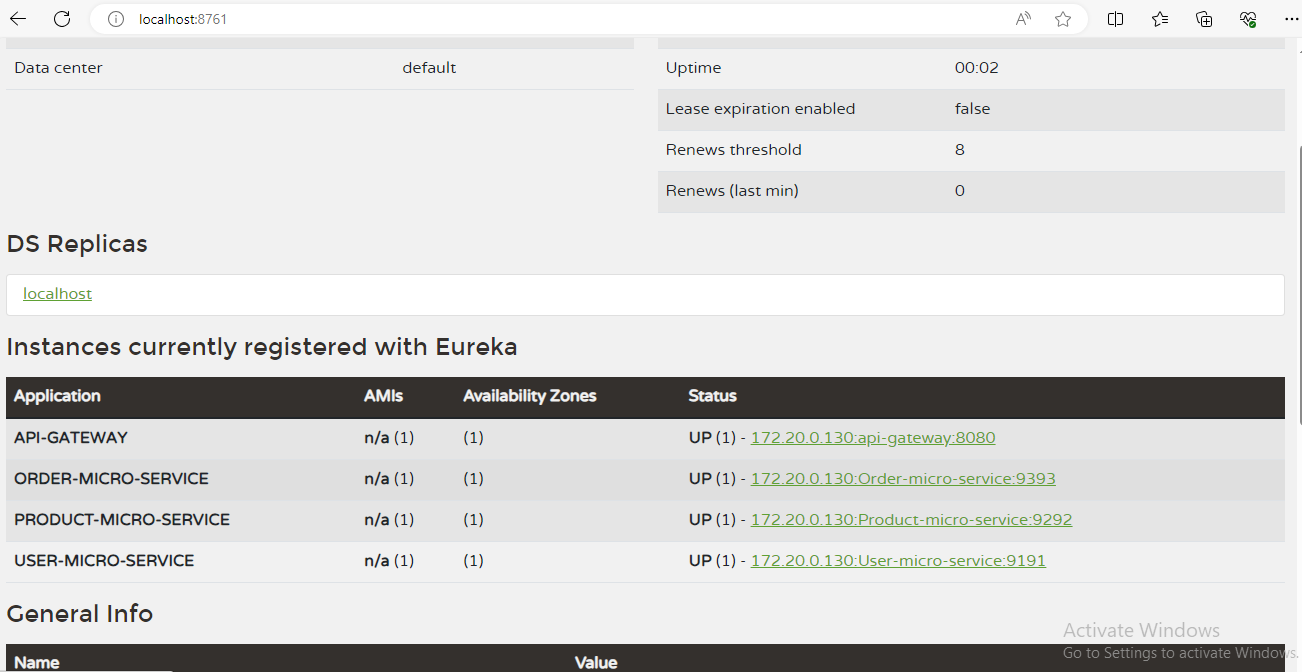 localhost:8761
Data center default
Uptime 00:02
Lease expiration enabled false
Renews threshold 8
Renews (last min) 0
DS Replicas
localhost
Instances currently registered with Eureka
Application AMIs Availability Zones Status
API-GATEWAY n/a (1) (1) UP (1) - 172.20.0.130:api-gateway:8080
ORDER-MICRO-SERVICE n/a (1) (1) UP (1) - 172.20.0.130:Order-micro-service:9393
PRODUCT-MICRO-SERVICE n/a (1) (1) UP (1) - 172.20.0.130:Product-micro-service:9292
USER-MICRO-SERVICE n/a (1) (1) UP (1) - 172.20.0.130:User-micro-service:9191
General Info
Name Value
Activate Windows
Go to Settings to activate Windows.